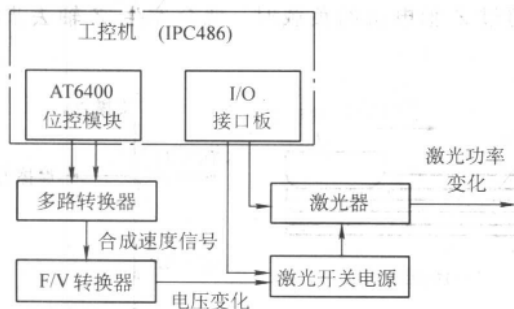 工控机 (IPC486)
AT6400
位控模块
I/O
接口板
激光功率
变化
多路转换器
激光器
合成速度信号
F/V 转换器
激光开关电源
电压变化